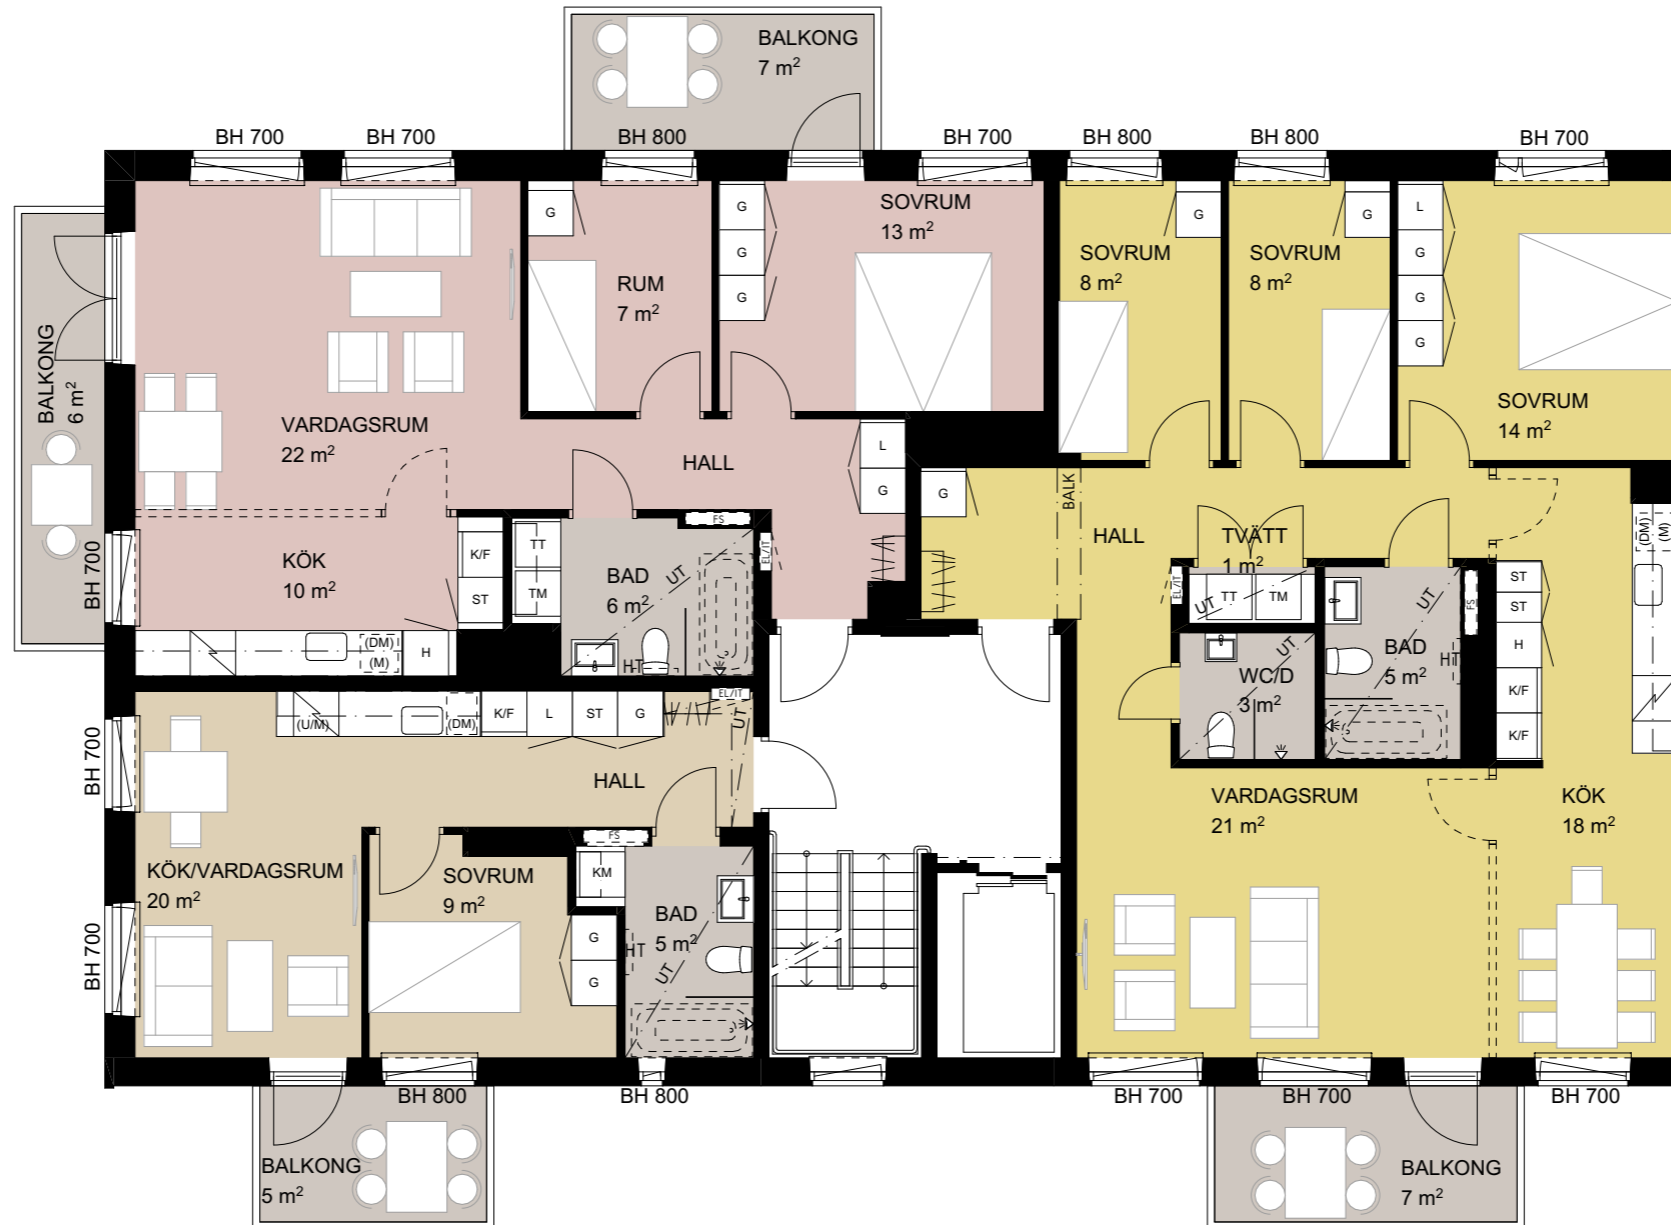 BALKONG
7 m²
BH 700
BH 700
BH 800
BH 700
BH 800
BH 800
BH 700
G
G
G
G
SOVRUM
13 m²
RUM
7 m²
G
SOVRUM
8 m²
G
SOVRUM
8 m²
L
G
G
G
SOVRUM
14 m²
BALKONG
6 m²
VARDAGSRUM
22 m²
HALL
L
G
G
BALK
HALL
TVÄTT
1 m²
TT
TM
UT
EL/IT
KÖK
10 m²
K/F
ST
TT
TM
FS
EL/IT
BAD
6 m²
UT
HT
BH 700
(DM)
(M)
H
WC/D
3 m²
UT
BAD
5 m²
UT
FS
HT
ST
ST
H
K/F
K/F
(DM)
(M)
BH 700
(U/M)
(DM)
K/F
L
ST
G
EL/IT
UT
HALL
KÖK/VARDAGSRUM
20 m²
SOVRUM
9 m²
FS
KM
G
G
BAD
5 m²
HT
UT
BH 700
VARDAGSRUM
21 m²
KÖK
18 m²
BH 800
BH 800
BH 700
BH 700
BH 700
BALKONG
5 m²
BALKONG
7 m²